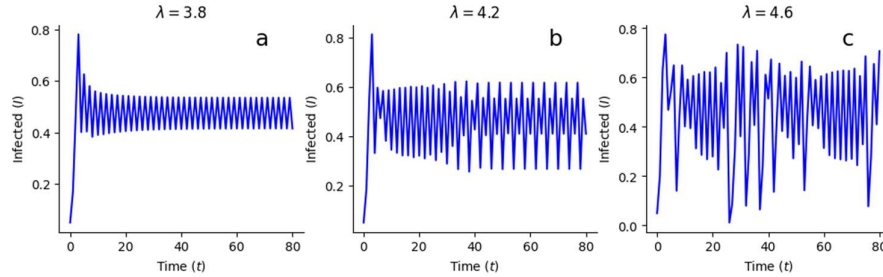 λ = 3.8
a
Infected (I)
0.8
0.6
0.4
0.2
0 20 40 60 80
Time (t)
λ = 4.2
b
Infected (I)
0.8
0.6
0.4
0.2
0 20 40 60 80
Time (t)
λ = 4.6
c
Infected (I)
0.8
0.6
0.4
0.2
0.0
0 20 40 60 80
Time (t)